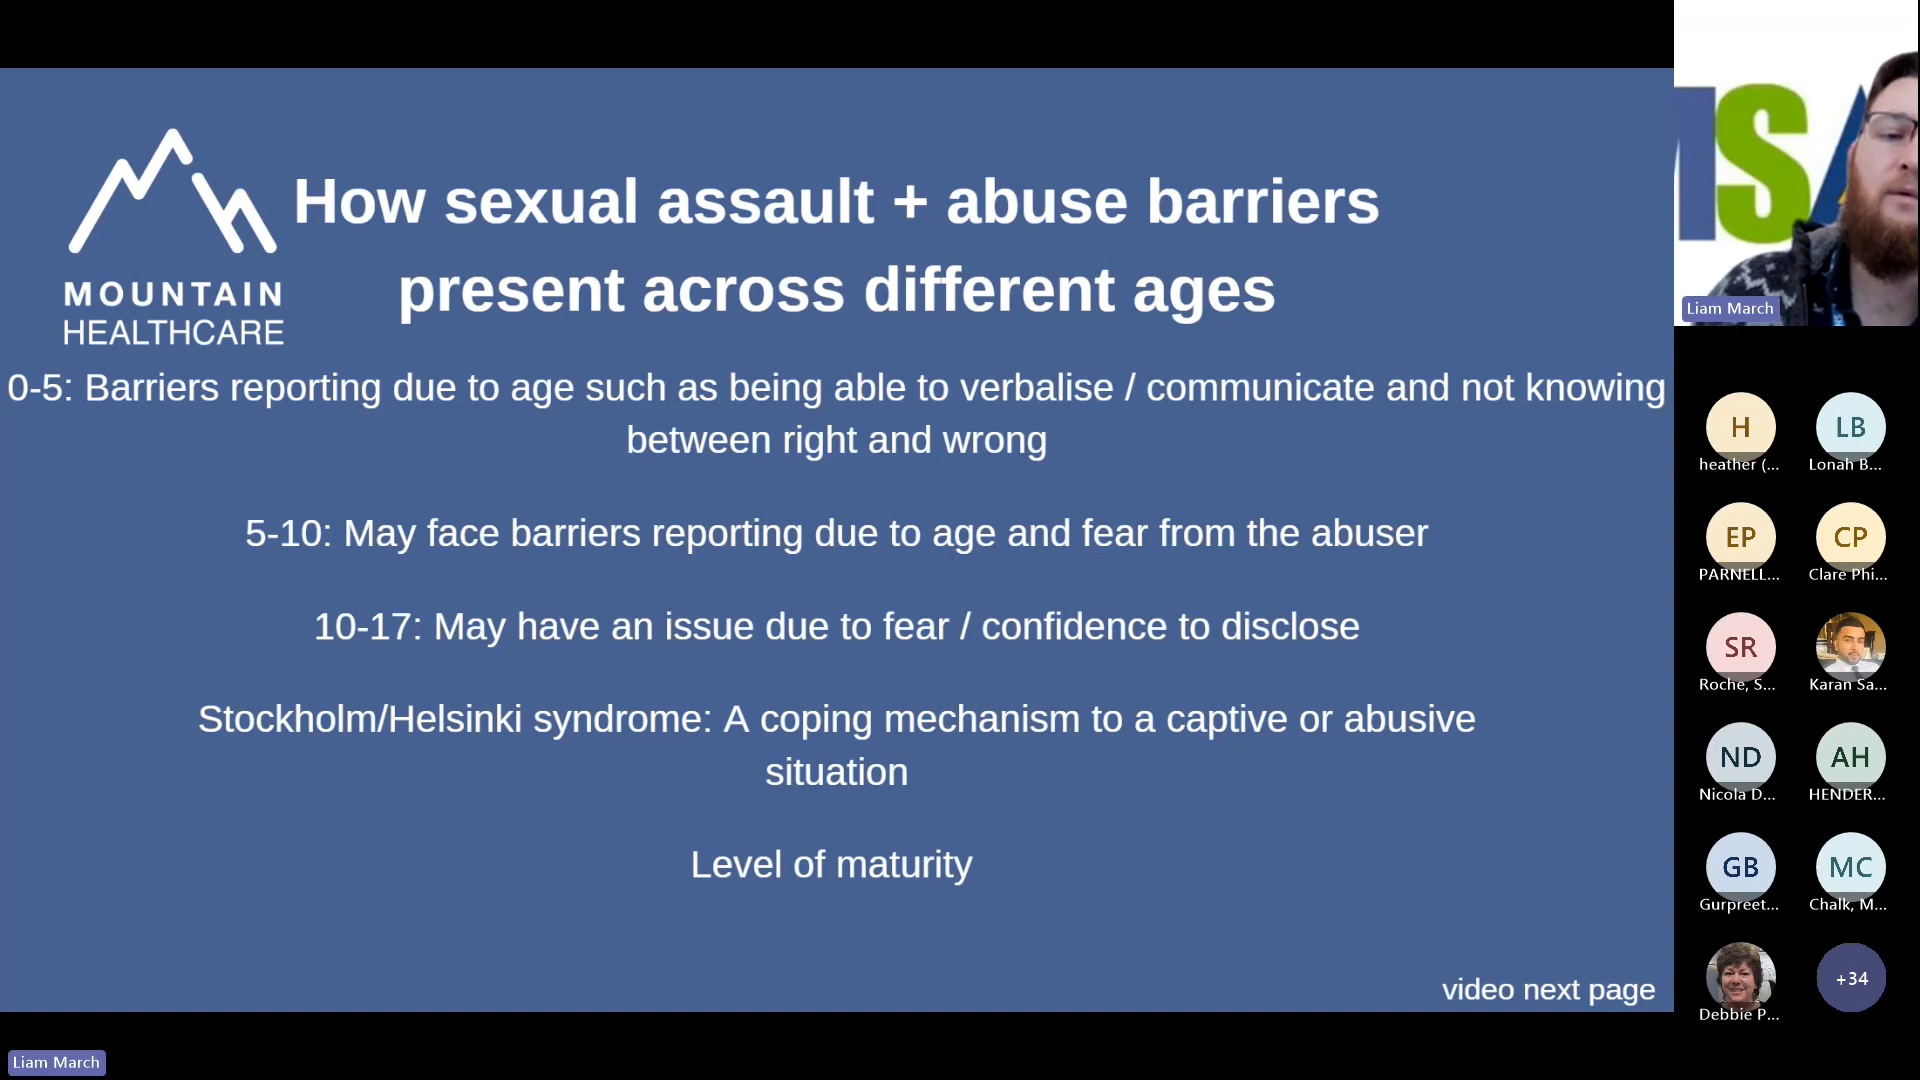 MOUNTAIN
HEALTHCARE
How sexual assault + abuse barriers
present across different ages
0-5: Barriers reporting due to age such as being able to verbalise / communicate and not knowing
between right and wrong
5-10: May face barriers reporting due to age and fear from the abuser
10-17: May have an issue due to fear / confidence to disclose
Stockholm/Helsinki syndrome: A coping mechanism to a captive or abusive
situation
Level of maturity
video next page
Liam March
S
Liam March
H
LB
heather (...
Lonah B...
EP
CP
PARNELL...
Clare Phi...
SR
Roche, S...
Karan Sa...
ND
AH
Nicola D...
HENDER...
GB
MC
Gurpreet...
Chalk, M...
+34
Debbie P...